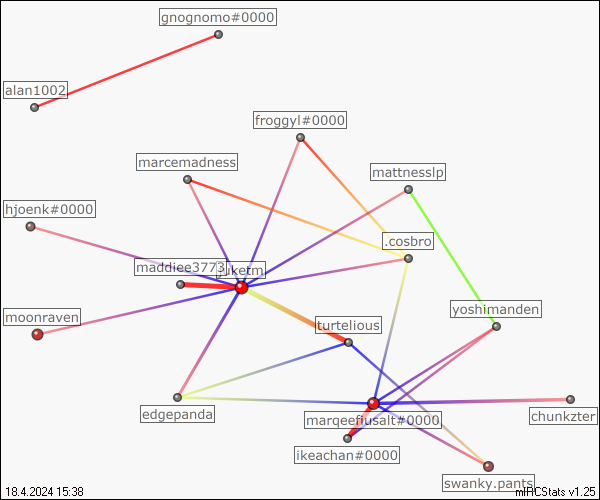 gnognomo#0000
alan1002
froggyl#0000
marcemadness
mattnesslp
hjoenk#0000
.cosbro
maddiee3773
iketm
moonraven
yoshimanden
turtelious
edgepanda
marqeefiusalt#0000
chunkzter
ikeachan#0000
swanky.pants
18.4.2024 15:38
mIRCStats v1.25